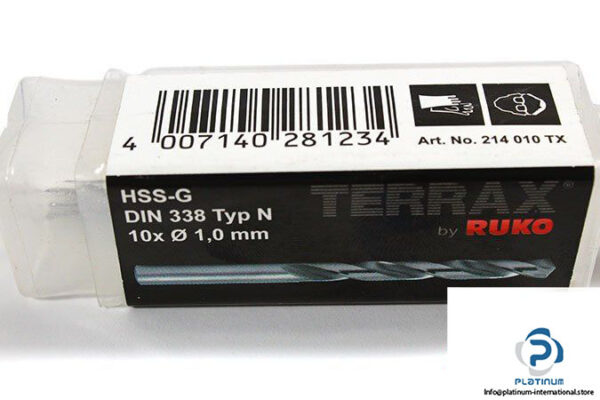 4 007140 281234
Art. No. 214 010 TX
HSS-G
DIN 338 Typ N
10x Ø 1,0 mm
TERRAX®
by RUKO
PLATINUM
Info@platinum-international.store